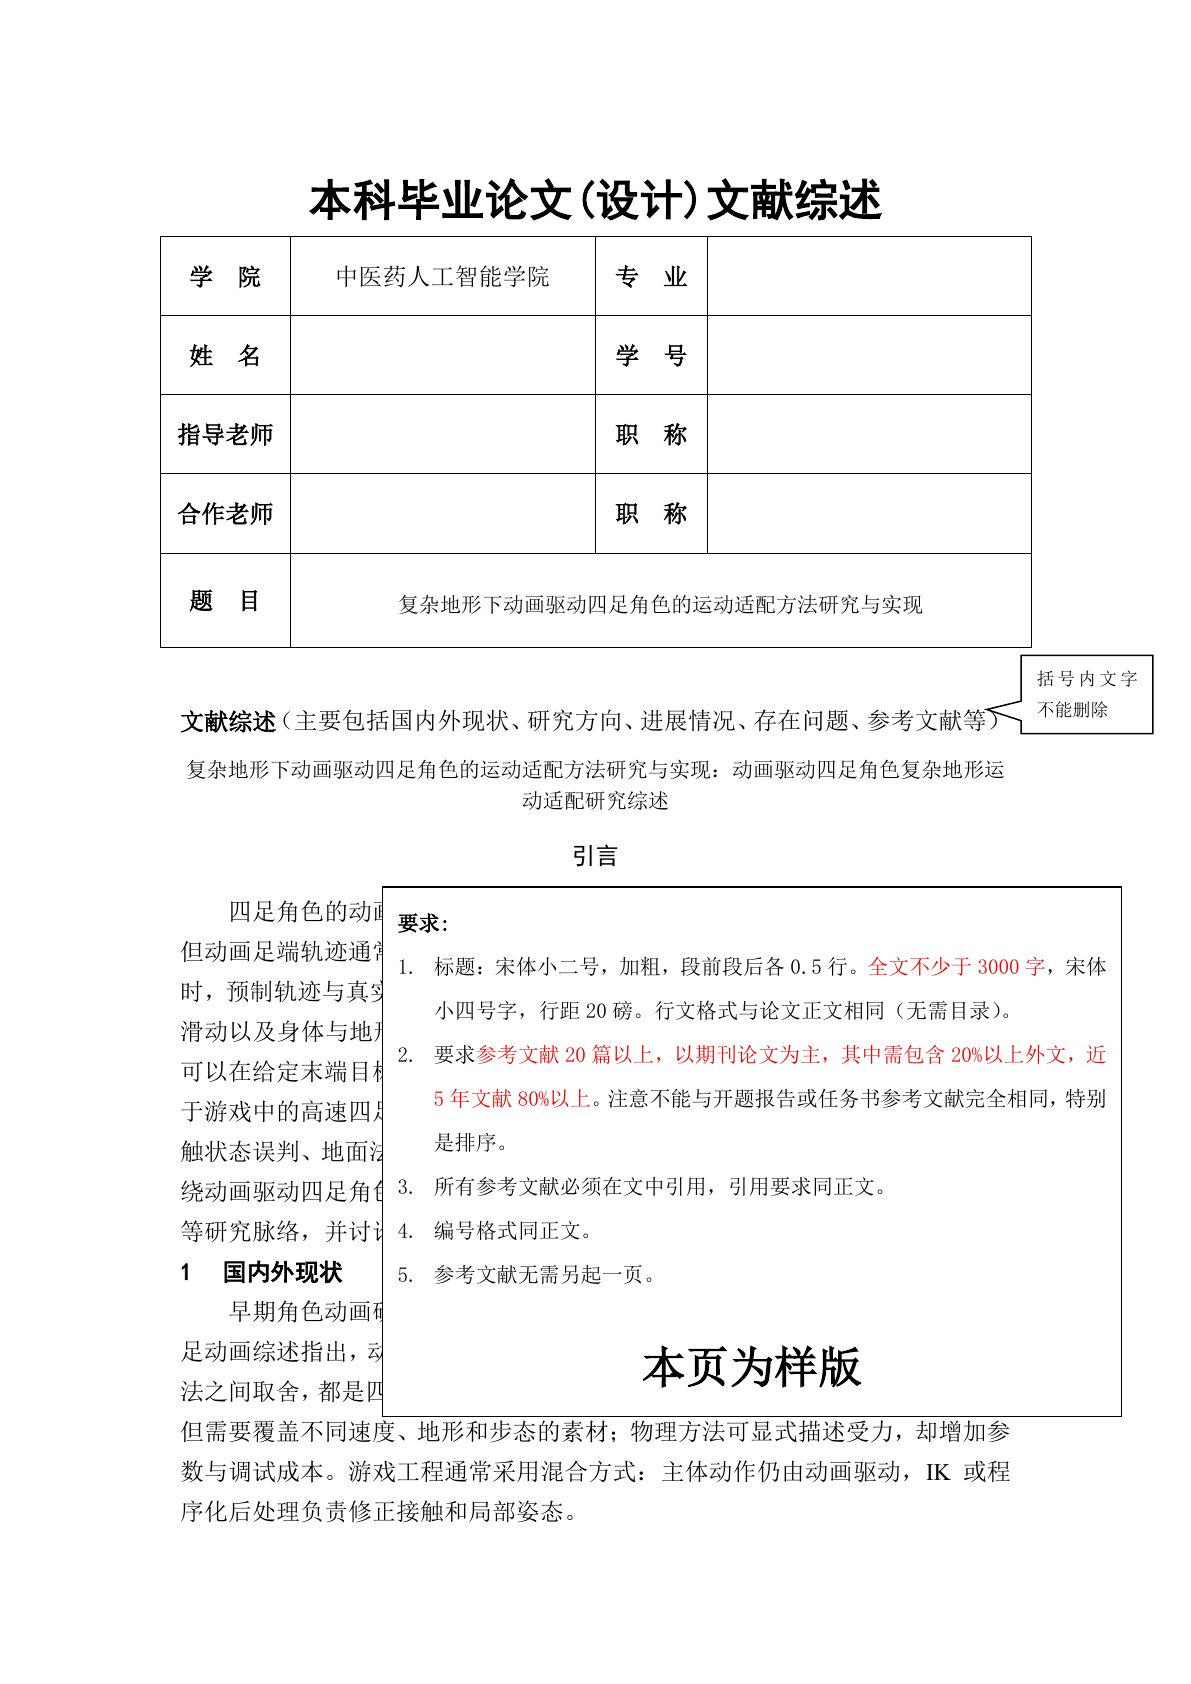 本科毕业论文(设计)文献综述
学 院 中医药人工智能学院 专 业
姓 名 学 号
指导老师 职 称
合作老师 职 称
题 目 复杂地形下动画驱动四足角色的运动适配方法研究与实现
括号内文字
不能删除
文献综述（主要包括国内外现状、研究方向、进展情况、存在问题、参考文献等）
复杂地形下动画驱动四足角色的运动适配方法研究与实现：动画驱动四足角色复杂地形运
动适配研究综述
引言
四足角色的动画
但动画足端轨迹通常
时，预制轨迹与真实
滑动以及身体与地形
可以在给定末端目标
于游戏中的高速四足
触状态误判、地面法
绕动画驱动四足角色
等研究脉络，并讨论
1 国内外现状
早期角色动画研
足动画综述指出，动
法之间取舍，都是四
要求:
1. 标题：宋体小二号，加粗，段前段后各 0.5 行。全文不少于 3000 字，宋体
小四号字，行距 20 磅。行文格式与论文正文相同（无需目录）。
2. 要求参考文献 20 篇以上，以期刊论文为主，其中需包含 20%以上外文，近
5 年文献 80%以上。注意不能与开题报告或任务书参考文献完全相同，特别
是排序。
3. 所有参考文献必须在文中引用，引用要求同正文。
4. 编号格式同正文。
5. 参考文献无需另起一页。
本页为样版
但需要覆盖不同速度、地形和步态的素材；物理方法可显式描述受力，却增加参
数与调试成本。游戏工程通常采用混合方式：主体动作仍由动画驱动，IK 或程
序化后处理负责修正接触和局部姿态。